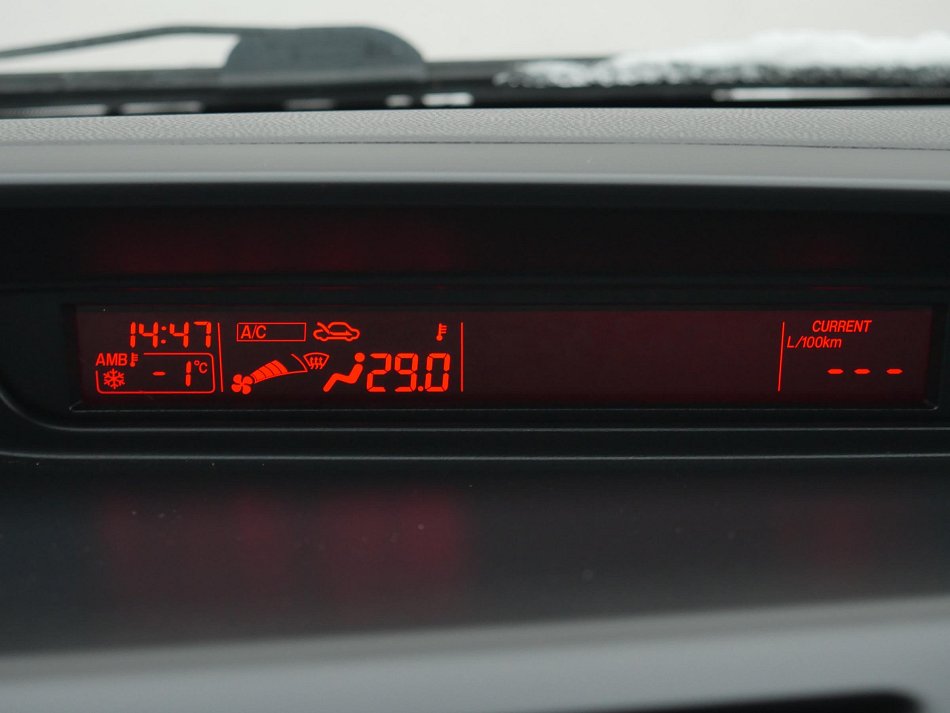 14:47
AMB
- 1°C
A/C
29.0
CURRENT
L/100km
- - -